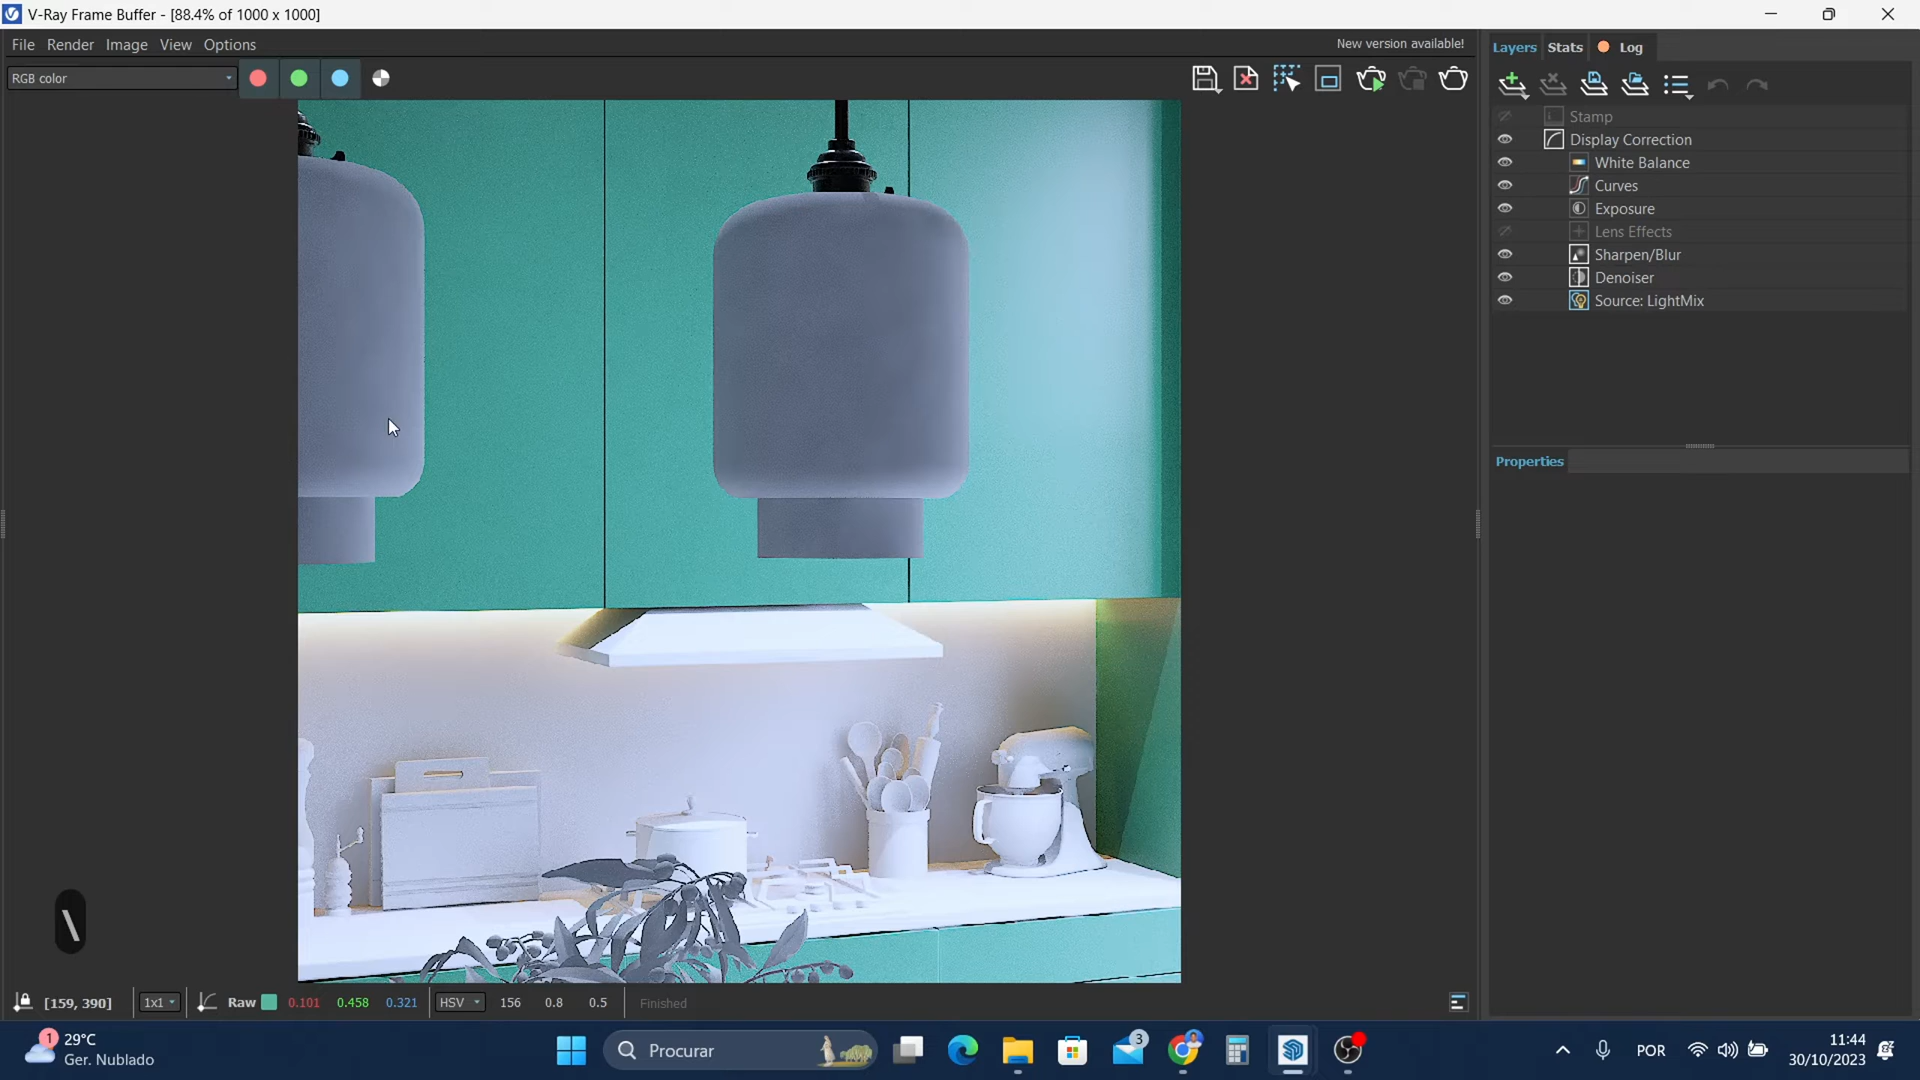 V-Ray Frame Buffer - [88.4% of 1000 x 1000]
File Render Image View Options
New version available!
Layers Stats Log
RGB color
Stamp
Display Correction
White Balance
Curves
Exposure
Lens Effects
Sharpen/Blur
Denoiser
Source: LightMix
Properties
\
[159, 390] 1x1 Raw 0.101 0.458 0.321 HSV 156 0.8 0.5 Finished
1 29°C
Ger. Nublado
Procurar
3
POR
11:44
30/10/2023